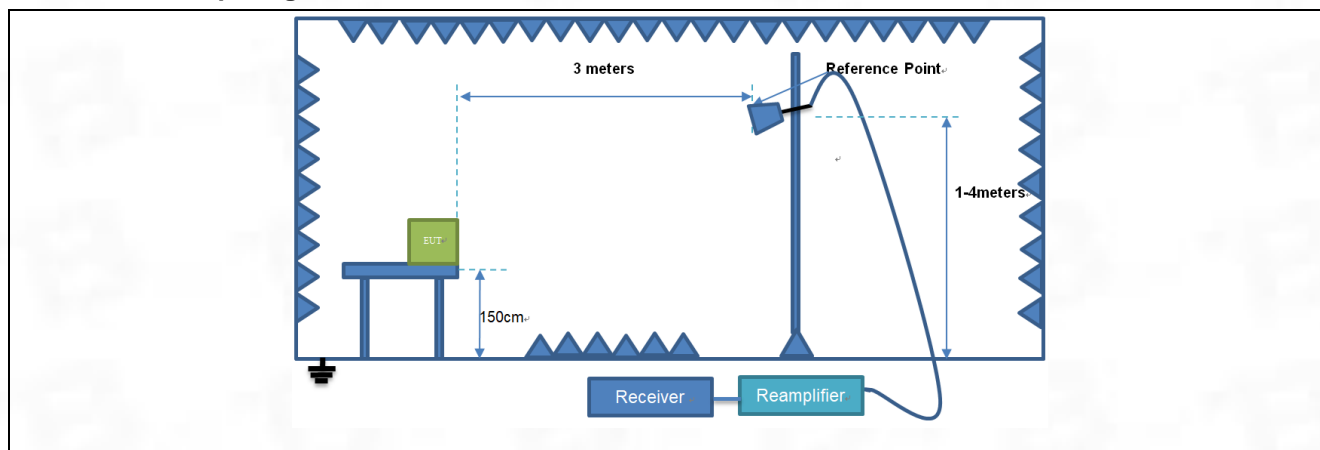 3 meters
Reference Point
1-4meters
EUT
150cm
Receiver
Reamplifier